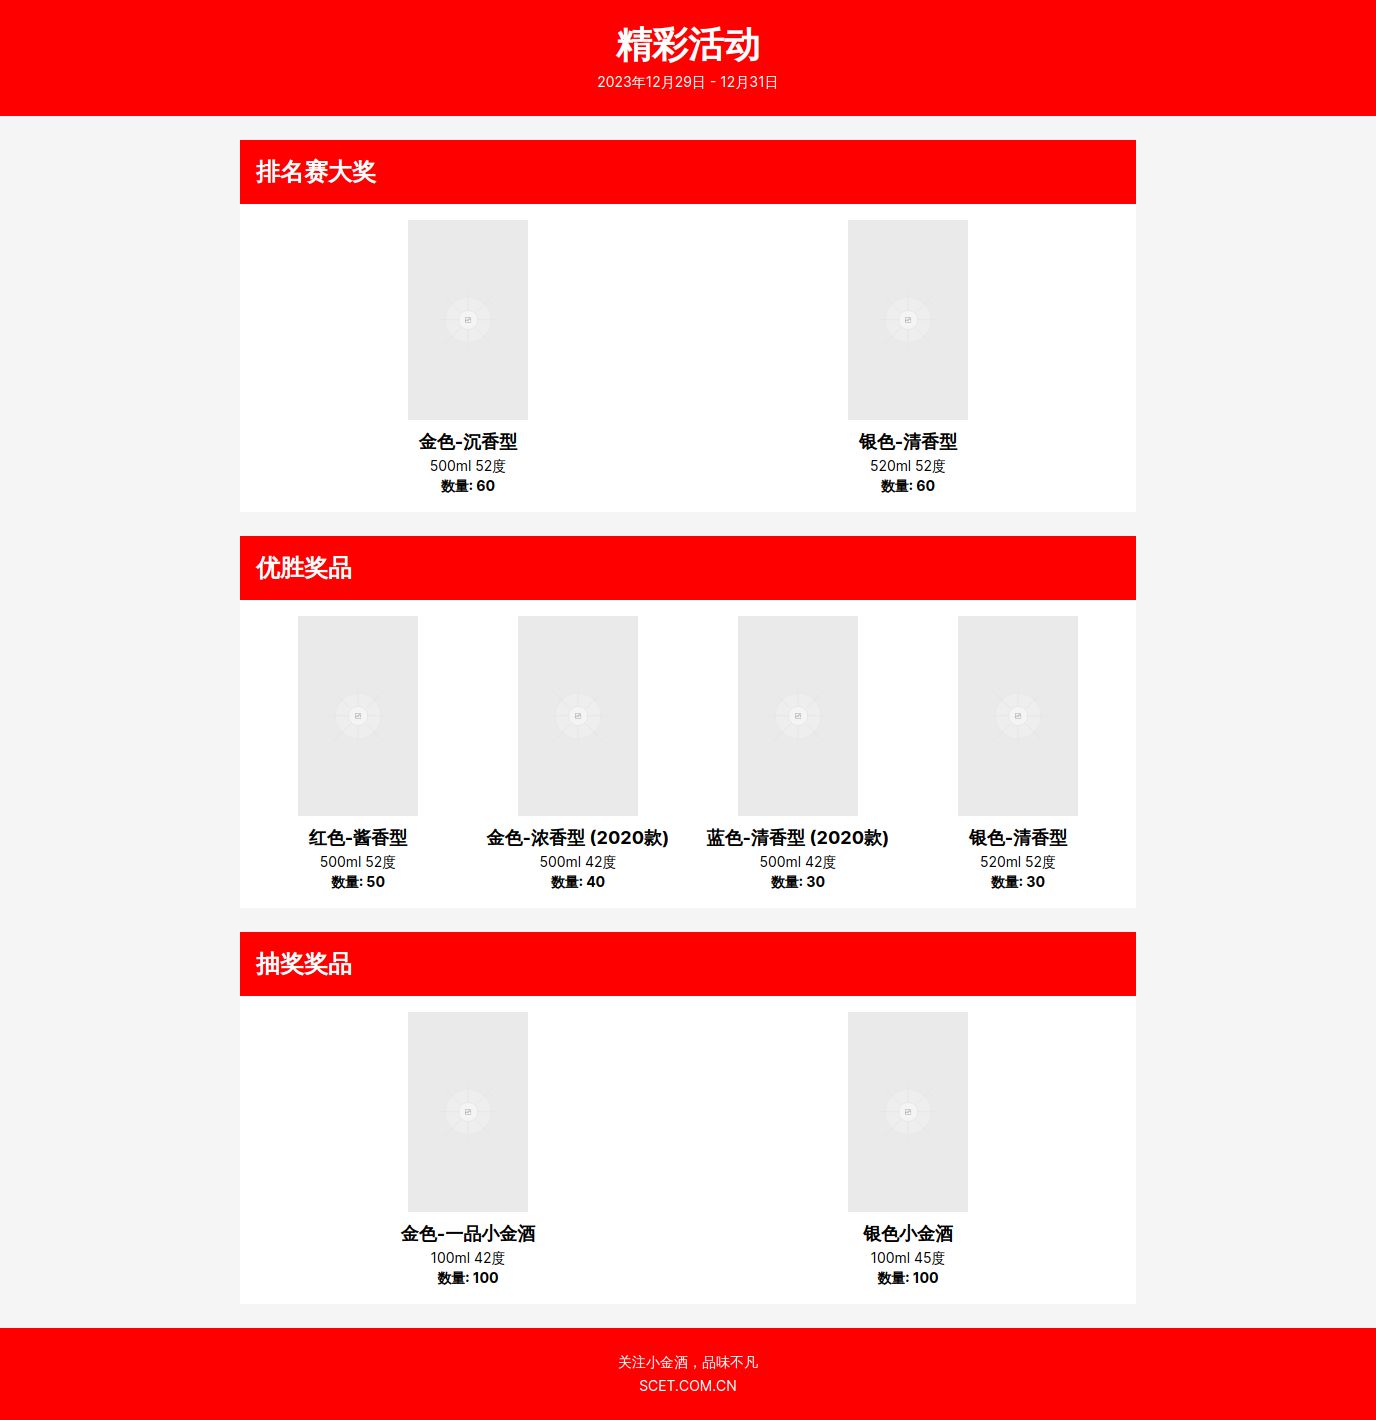 精彩活动
2023年12月29日 - 12月31日
排名赛大奖
金色-沉香型
500ml 52度
数量: 60
银色-清香型
520ml 52度
数量: 60
优胜奖品
红色-酱香型
500ml 52度
数量: 50
金色-浓香型 (2020款)
500ml 42度
数量: 40
蓝色-清香型 (2020款)
500ml 42度
数量: 30
银色-清香型
520ml 52度
数量: 30
抽奖奖品
金色-一品小金酒
100ml 42度
数量: 100
银色小金酒
100ml 45度
数量: 100
关注小金酒，品味不凡
SCET.COM.CN